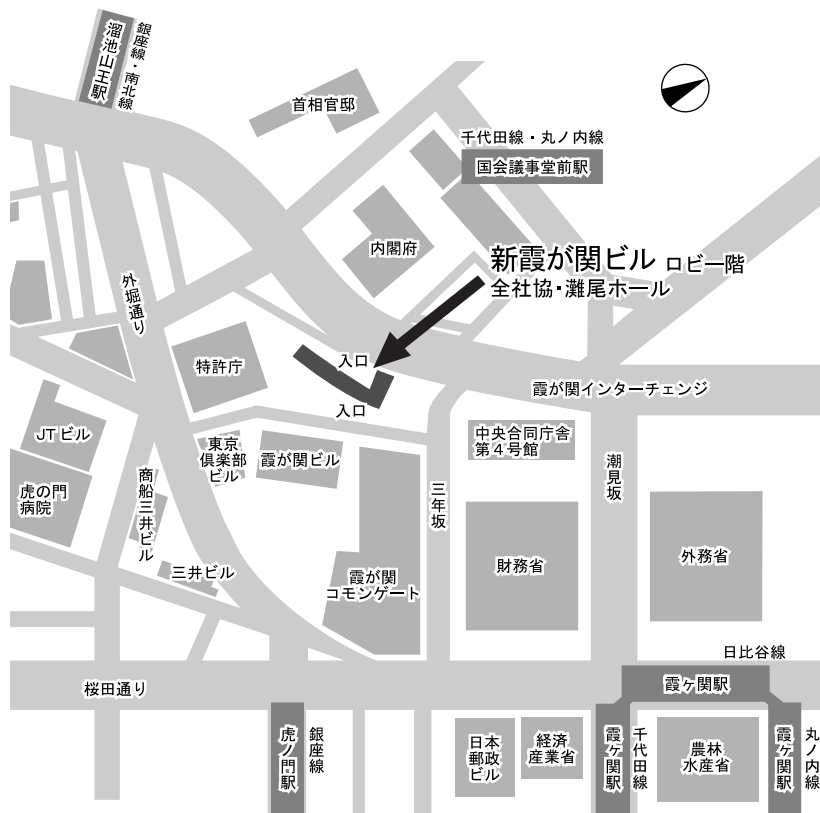 溜池山王駅
銀座線・南北線
首相官邸
千代田線・丸ノ内線
国会議事堂前駅
内閣府
新霞が関ビル ロビー階
全社協・灘尾ホール
外堀通り
特許庁
入口
入口
霞が関インターチェンジ
JTビル
東京
倶楽部
ビル
霞が関ビル
中央合同庁舎
第4号館
潮見坂
三年坂
虎の門
病院
商船三井ビル
三井ビル
霞が関
コモンゲート
財務省
外務省
日比谷線
霞ヶ関駅
桜田通り
虎ノ門駅
銀座線
日本
郵政
ビル
経済
産業省
霞ヶ関駅
千代田線
農林
水産省
霞ヶ関駅
丸ノ内線